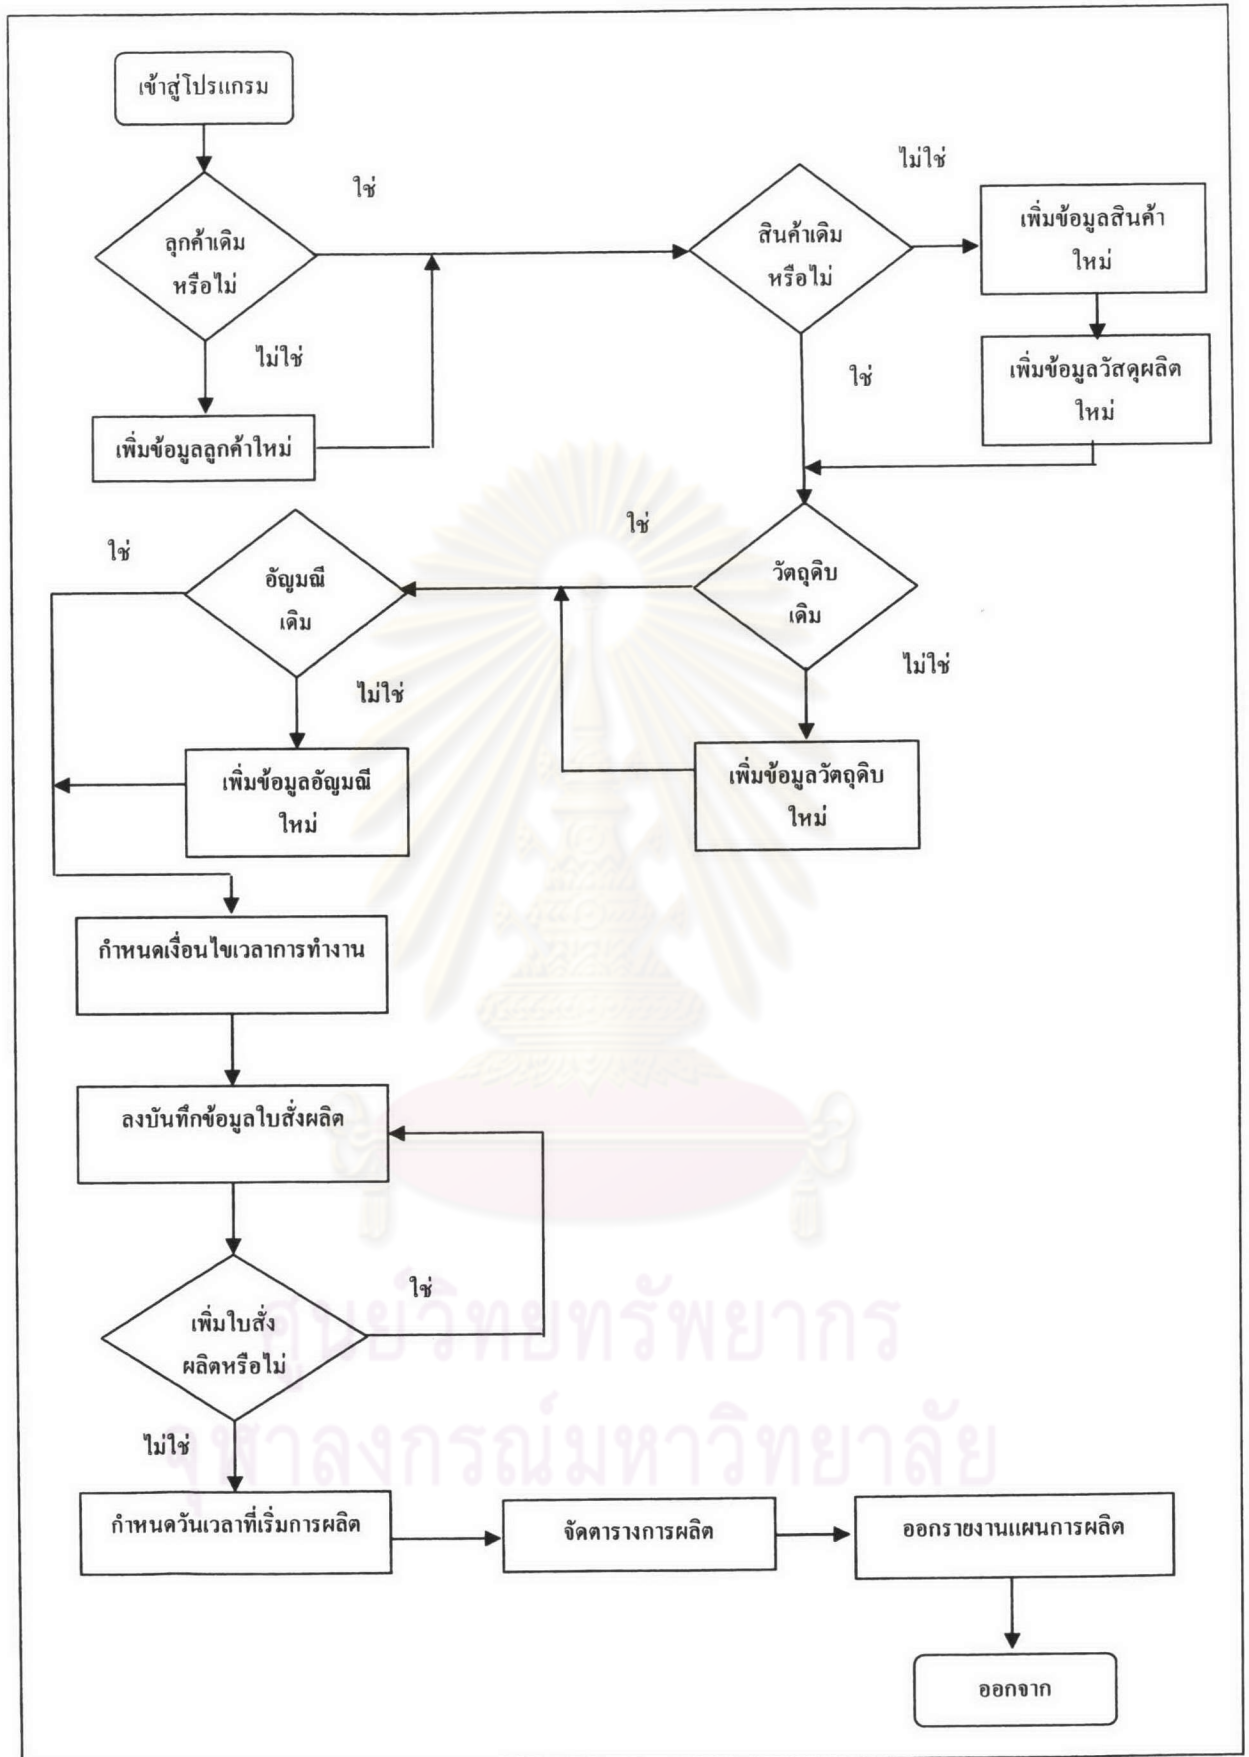 เข้าสู่โปรแกรม
ใช่
ไม่ใช่
ลูกค้าเดิม
หรือไม่
สินค้าเดิม
หรือไม่
เพิ่มข้อมูลสินค้า
ใหม่
ไม่ใช่
ใช่
เพิ่มข้อมูลวัสดุผลิต
ใหม่
เพิ่มข้อมูลลูกค้าใหม่
ใช่
ใช่
อัญมณี
เดิม
วัตถุดิบ
เดิม
ไม่ใช่
ไม่ใช่
เพิ่มข้อมูลอัญมณี
ใหม่
เพิ่มข้อมูลวัตถุดิบ
ใหม่
กำหนดเงื่อนไขเวลาการทำงาน
ลงบันทึกข้อมูลใบสั่งผลิต
ใช่
เพิ่มใบสั่ง
ผลิตหรือไม่
ศูนย์วิทยทรัพยากร
จุฬาลงกรณ์มหาวิทยาลัย
ไม่ใช่
กำหนดวันเวลาที่เริ่มการผลิต
จัดตารางการผลิต
ออกรายงานแผนการผลิต
ออกจาก